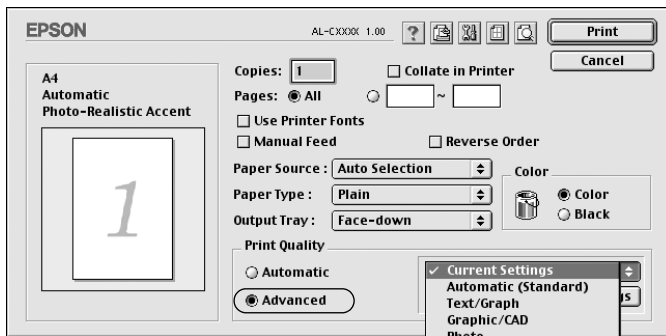 EPSON
AL-CXXXX 1.00
Print
Cancel
A4
Automatic
Photo-Realistic Accent
1
Copies: 1
Collate in Printer
Pages: All ~
Use Printer Fonts
Manual Feed
Reverse Order
Paper Source : Auto Selection
Paper Type : Plain
Output Tray : Face-down
Color
Color
Black
Print Quality
Automatic
Advanced
Current Settings
Automatic (Standard)
Text/Graph
Graphic/CAD
Photo